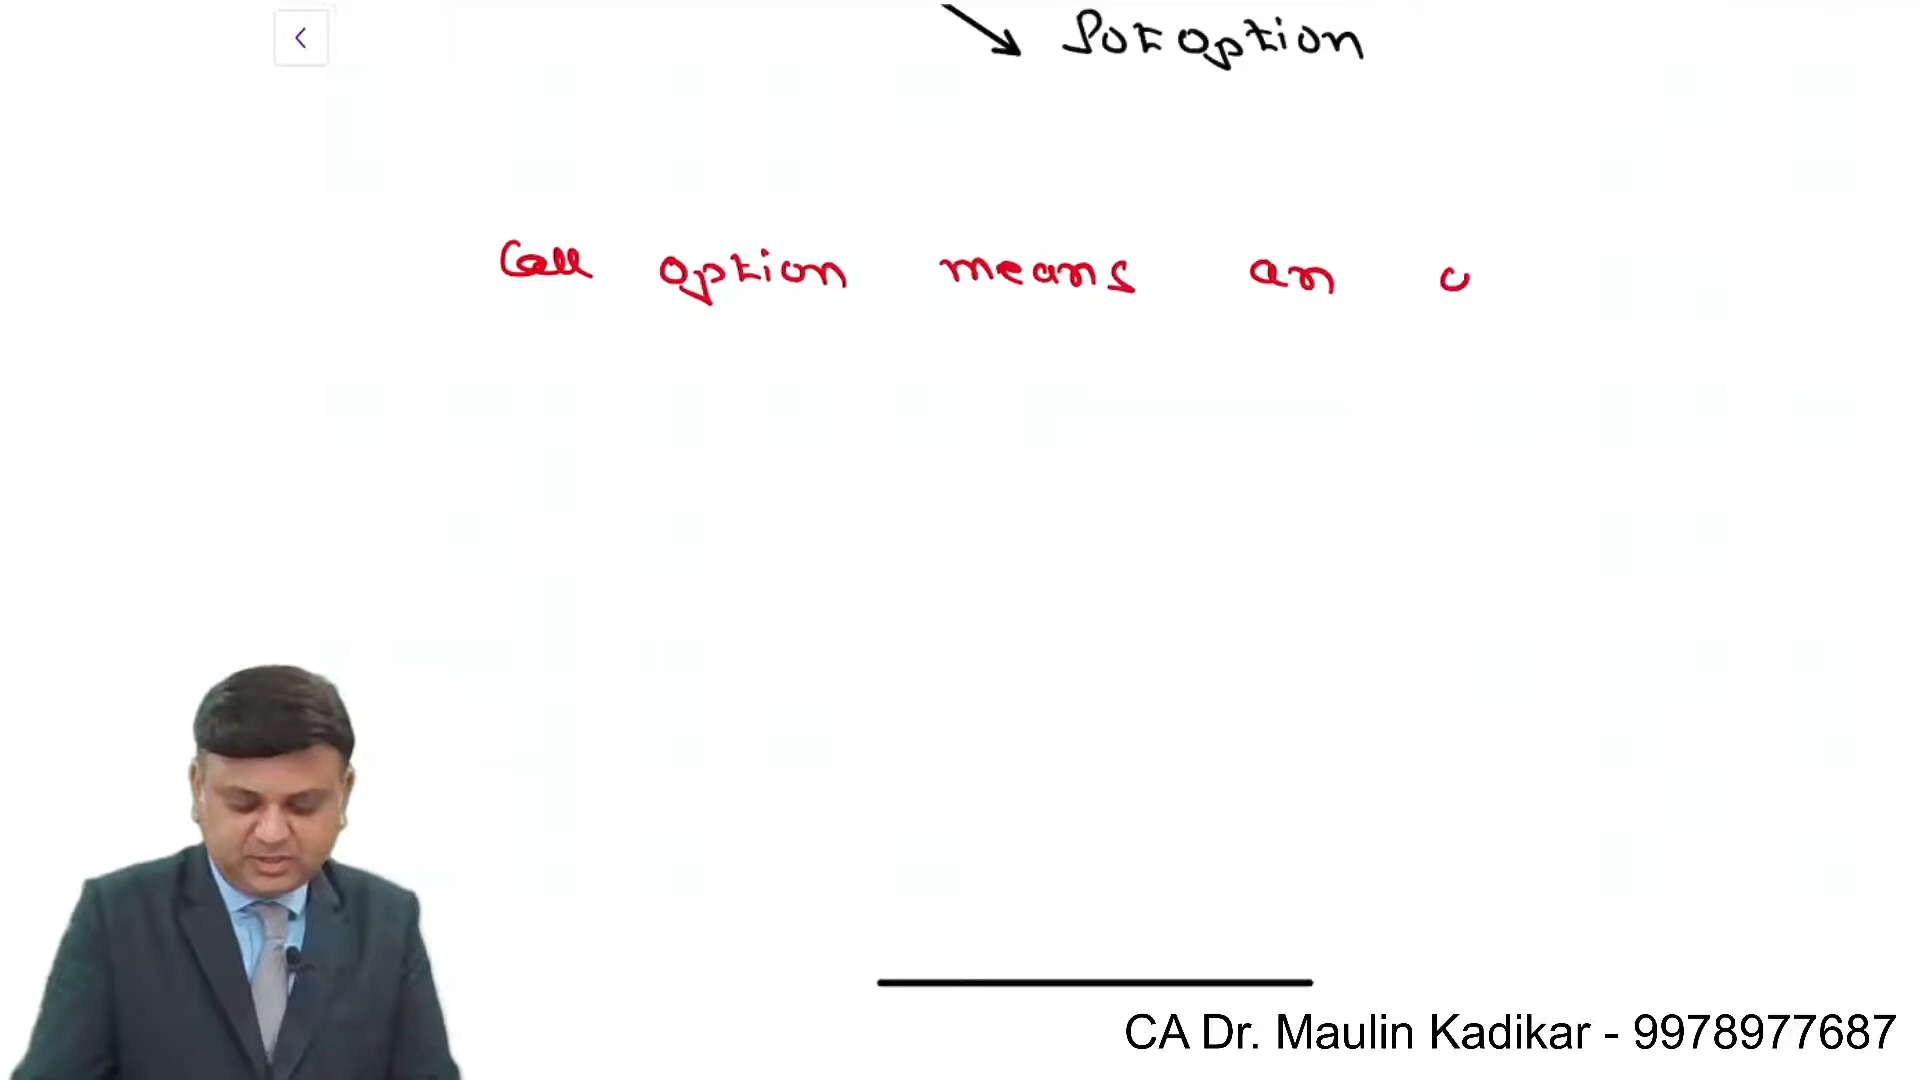 Put Option
Call option means an o
CA Dr. Maulin Kadikar - 9978977687